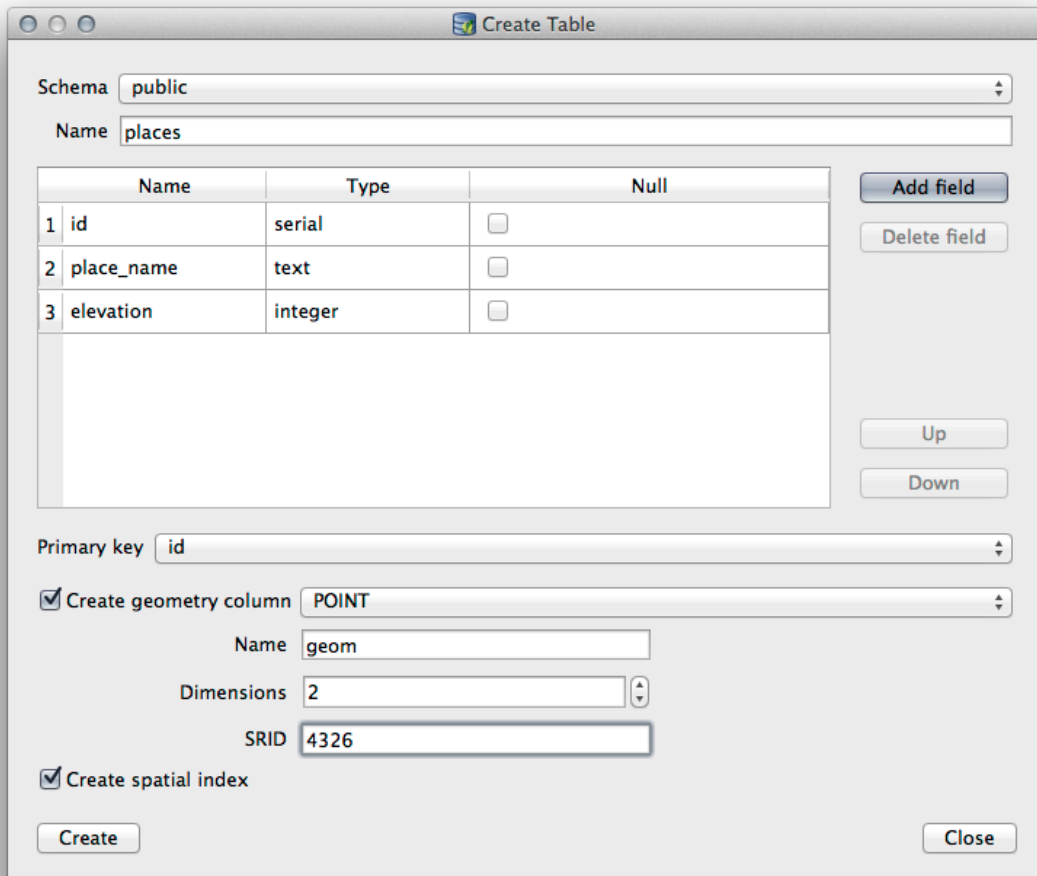 Create Table
Schema public
Name places
Name Type Null Add field
1 id serial
Delete field
2 place_name text
3 elevation integer
Up
Down
Primary key id
Create geometry column POINT
Name geom
Dimensions 2
SRID 4326
Create spatial index
Create Close